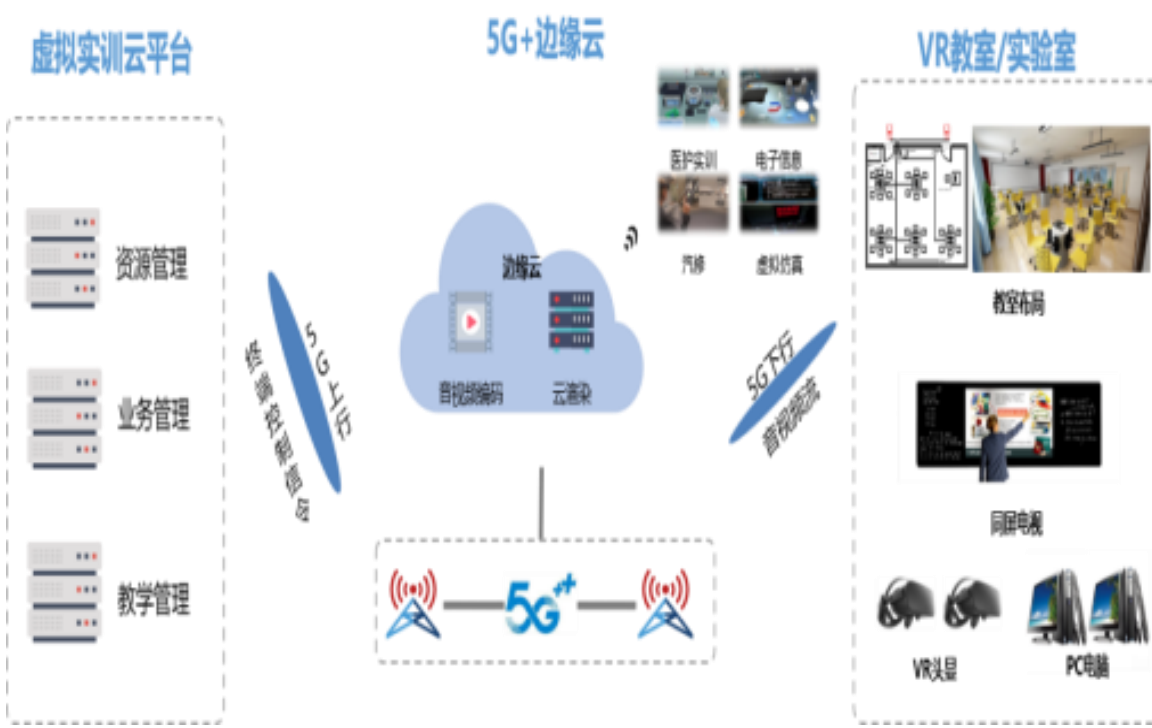 虚拟实训云平台
资源管理
业务管理
教学管理
5G上行
终端控制指令
5G+边缘云
边缘云
音视频编码
云渲染
医护实训
电子信息
汽修
虚拟仿真
5G++
5G下行
音视频流
VR教室/实验室
教室布局
同屏电视
VR头显
PC电脑